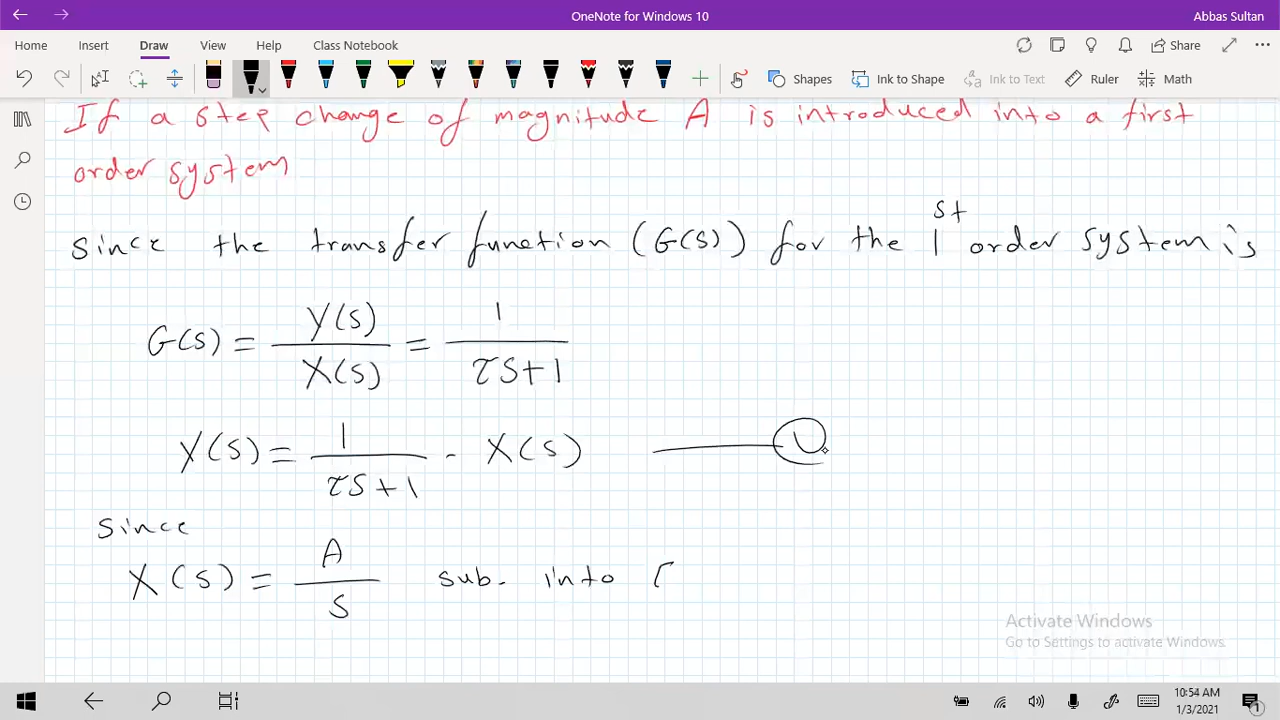 OneNote for Windows 10
Abbas Sultan
Home Insert Draw View Help Class Notebook Share
Shapes Ink to Shape Ink to Text Ruler Math
If a step change of magnitude A is introduced into a first
order system
since the transfer function (G(s)) for the 1st order system is
G(s) = Y(s)/X(s) = 1/(τs+1)
Y(s) = 1/(τs+1) - X(s)
since
X(s) = A/s sub. into (
Activate Windows
Go to Settings to activate Windows.
10:54 AM
1/3/2021
1